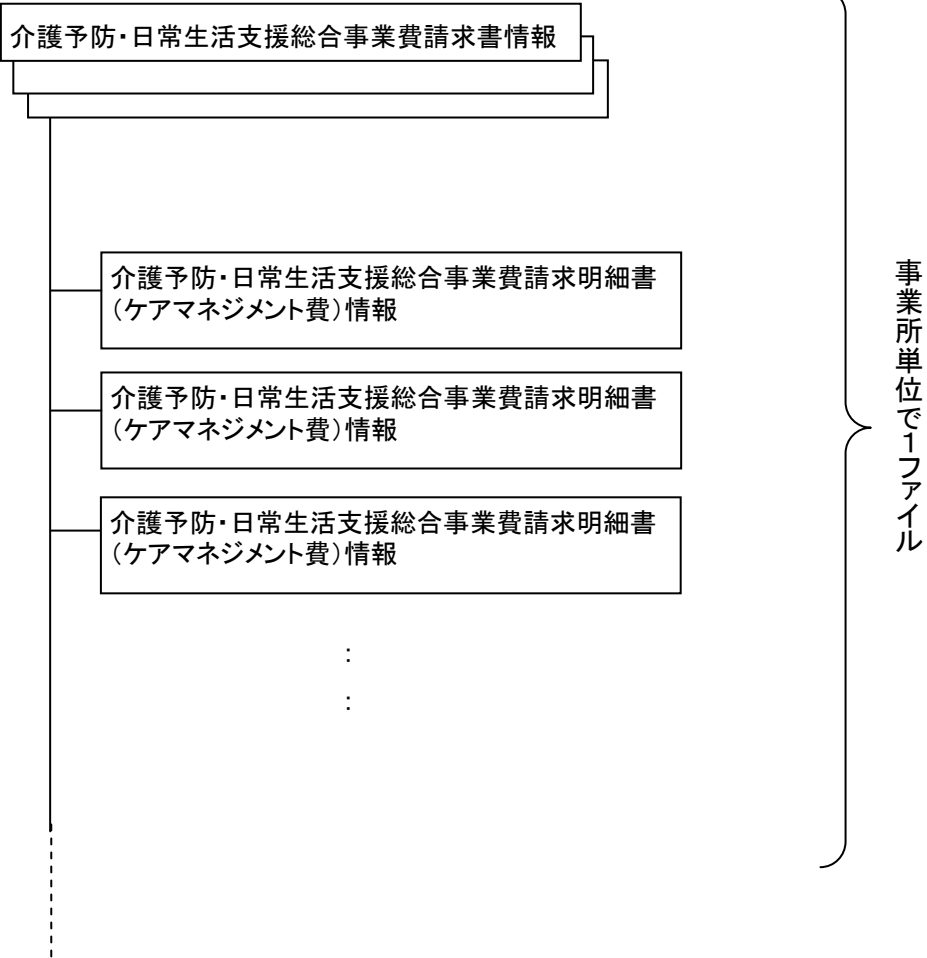 介護予防・日常生活支援総合事業費請求書情報
介護予防・日常生活支援総合事業費請求明細書
（ケアマネジメント費）情報
介護予防・日常生活支援総合事業費請求明細書
（ケアマネジメント費）情報
介護予防・日常生活支援総合事業費請求明細書
（ケアマネジメント費）情報
：
：
事業所単位で１ファイル